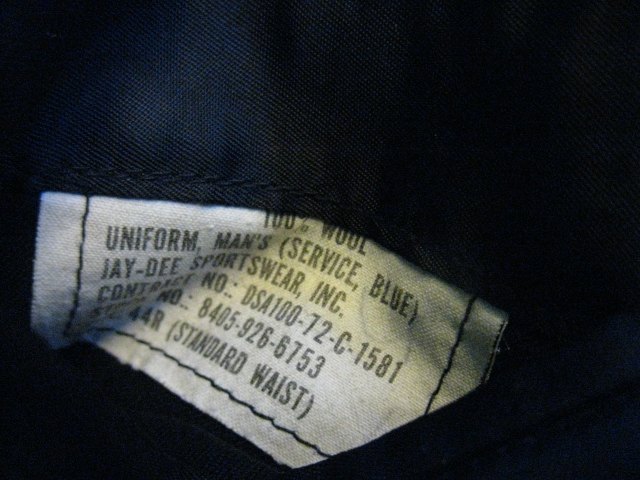 100% WOOL
UNIFORM, MAN'S (SERVICE, BLUE)
JAY-DEE SPORTSWEAR, INC.
CONTRACT NO.: DSA100-72-C-1581
STOCK NO.: 8405-926-6753
44R (STANDARD WAIST)